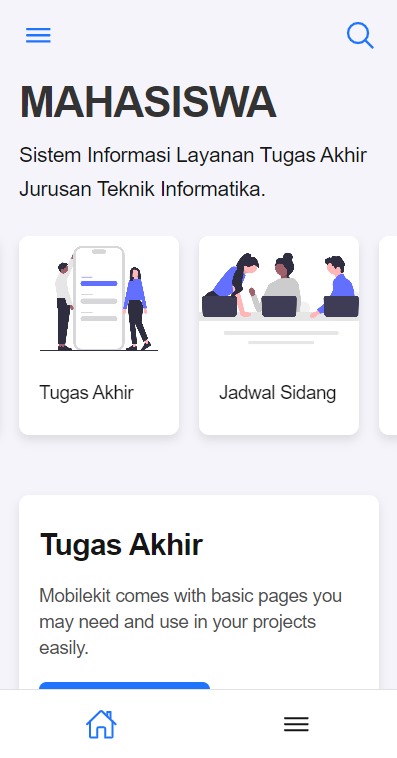 MAHASISWA
Sistem Informasi Layanan Tugas Akhir
Jurusan Teknik Informatika.
Tugas Akhir
Jadwal Sidang
Tugas Akhir
Mobilekit comes with basic pages you
may need and use in your projects
easily.